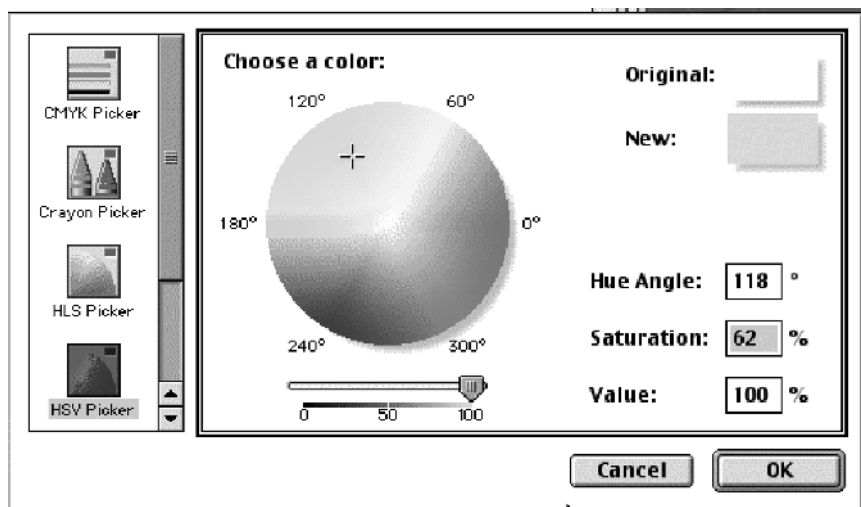 CMYK Picker
Crayon Picker
HLS Picker
HSV Picker
Choose a color:
120°
60°
180°
0°
240°
300°
0
50
100
Original:
New:
Hue Angle: 118 °
Saturation: 62 %
Value: 100 %
Cancel
OK